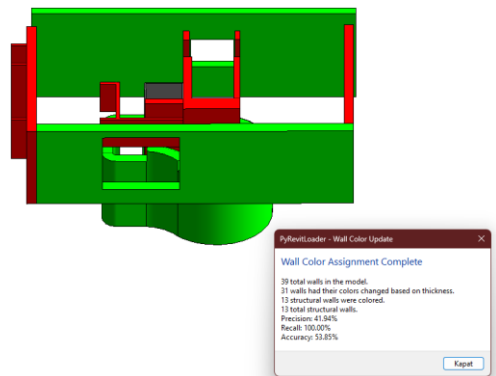 PyRevitLoader - Wall Color Update
Wall Color Assignment Complete
39 total walls in the model.
31 walls had their colors changed based on thickness.
13 structural walls were colored.
13 total structural walls.
Precision: 41.94%
Recall: 100.00%
Accuracy: 53.85%
Kapat